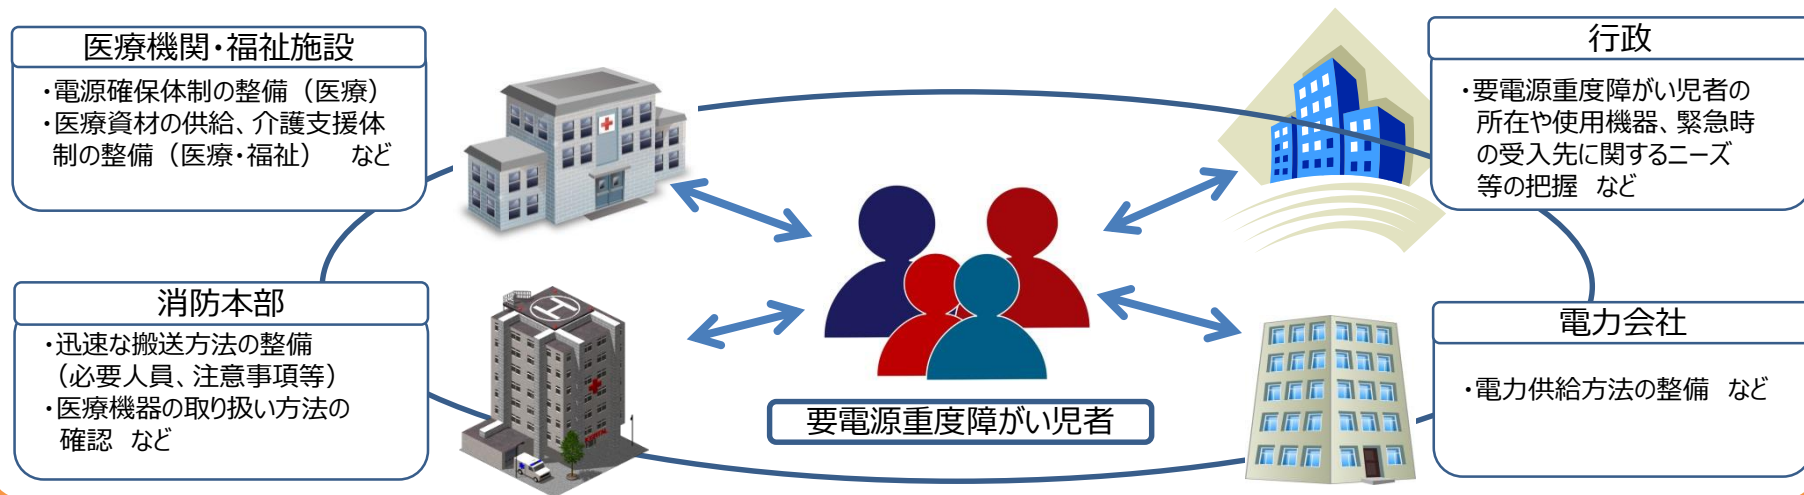 医療機関・福祉施設
・電源確保体制の整備（医療）
・医療資材の供給、介護支援体
制の整備（医療・福祉）　など
行政
・要電源重度障がい児者の
所在や使用機器、緊急時
の受入先に関するニーズ
等の把握　など
消防本部
・迅速な搬送方法の整備
（必要人員、注意事項等）
・医療機器の取り扱い方法の
確認　など
要電源重度障がい児者
電力会社
・電力供給方法の整備　など
H